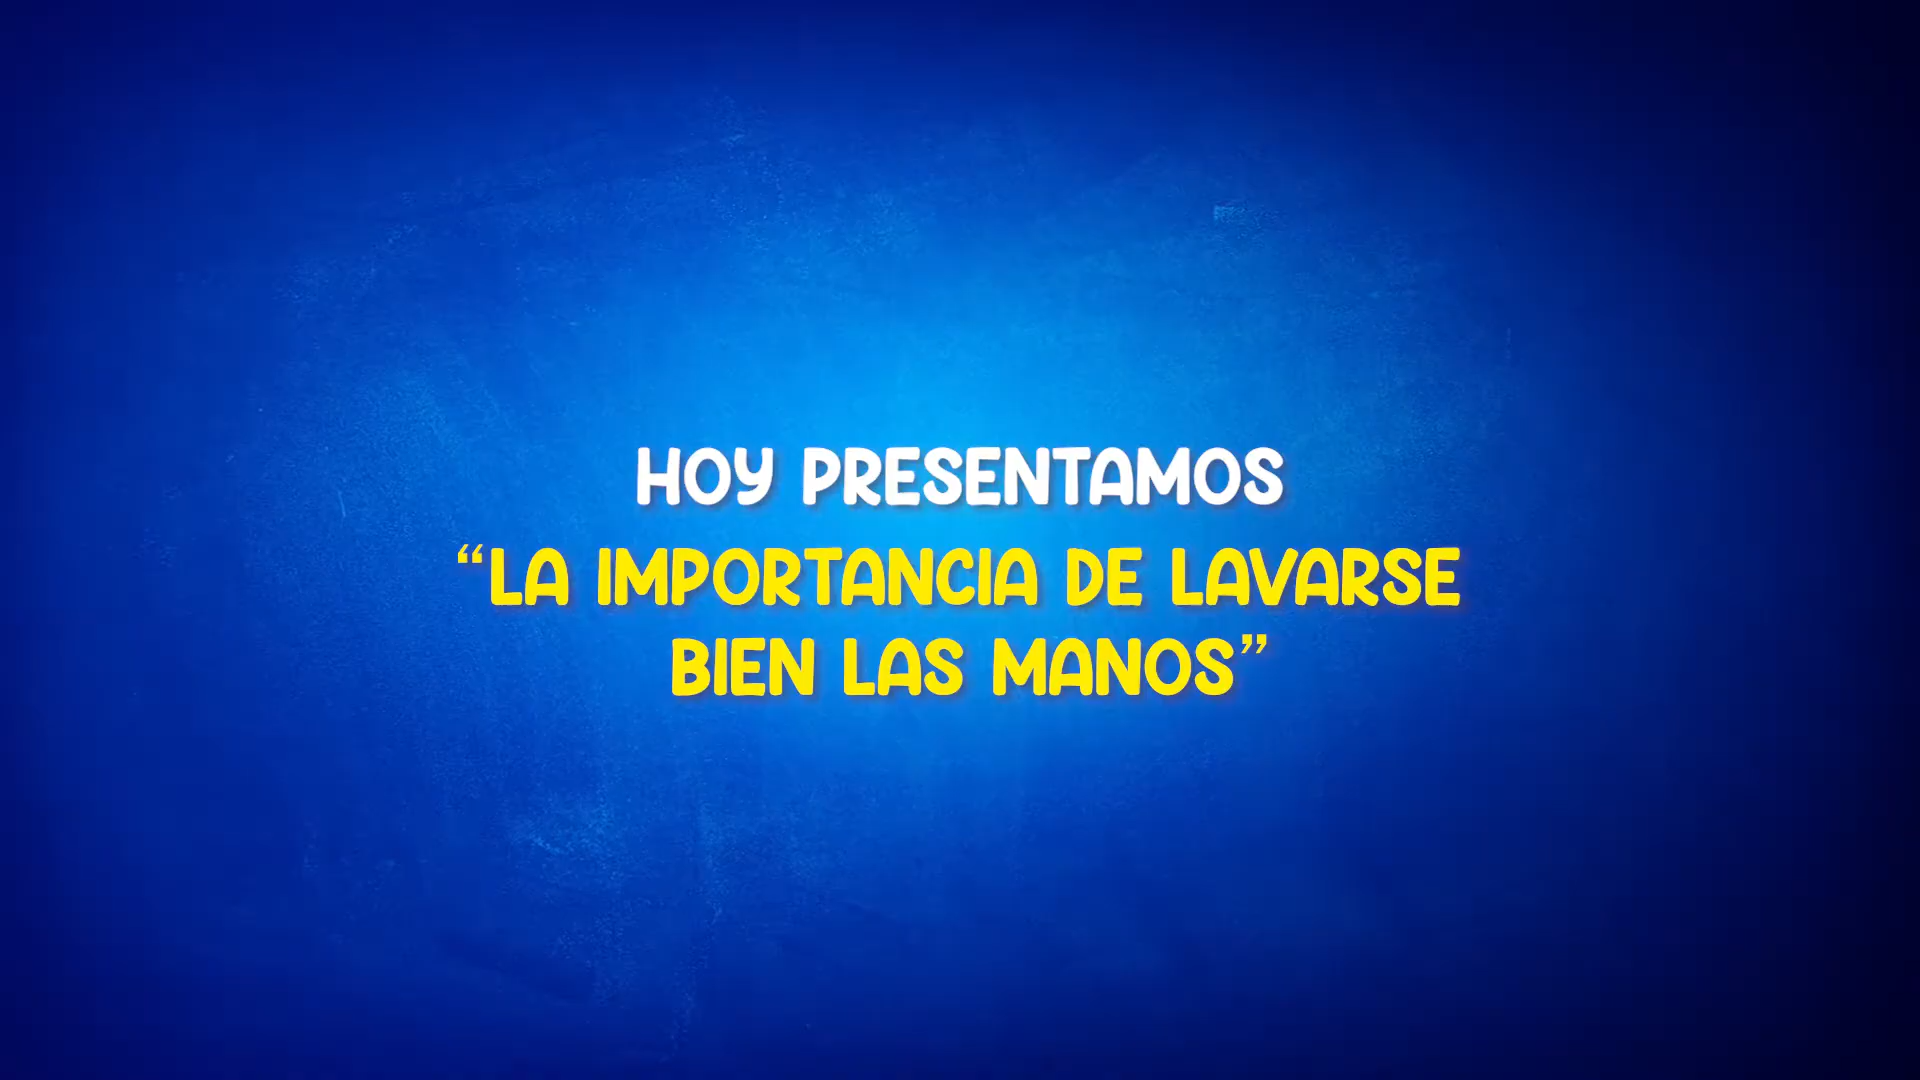 HOY PRESENTAMOS
“LA IMPORTANCIA DE LAVARSE
BIEN LAS MANOS”